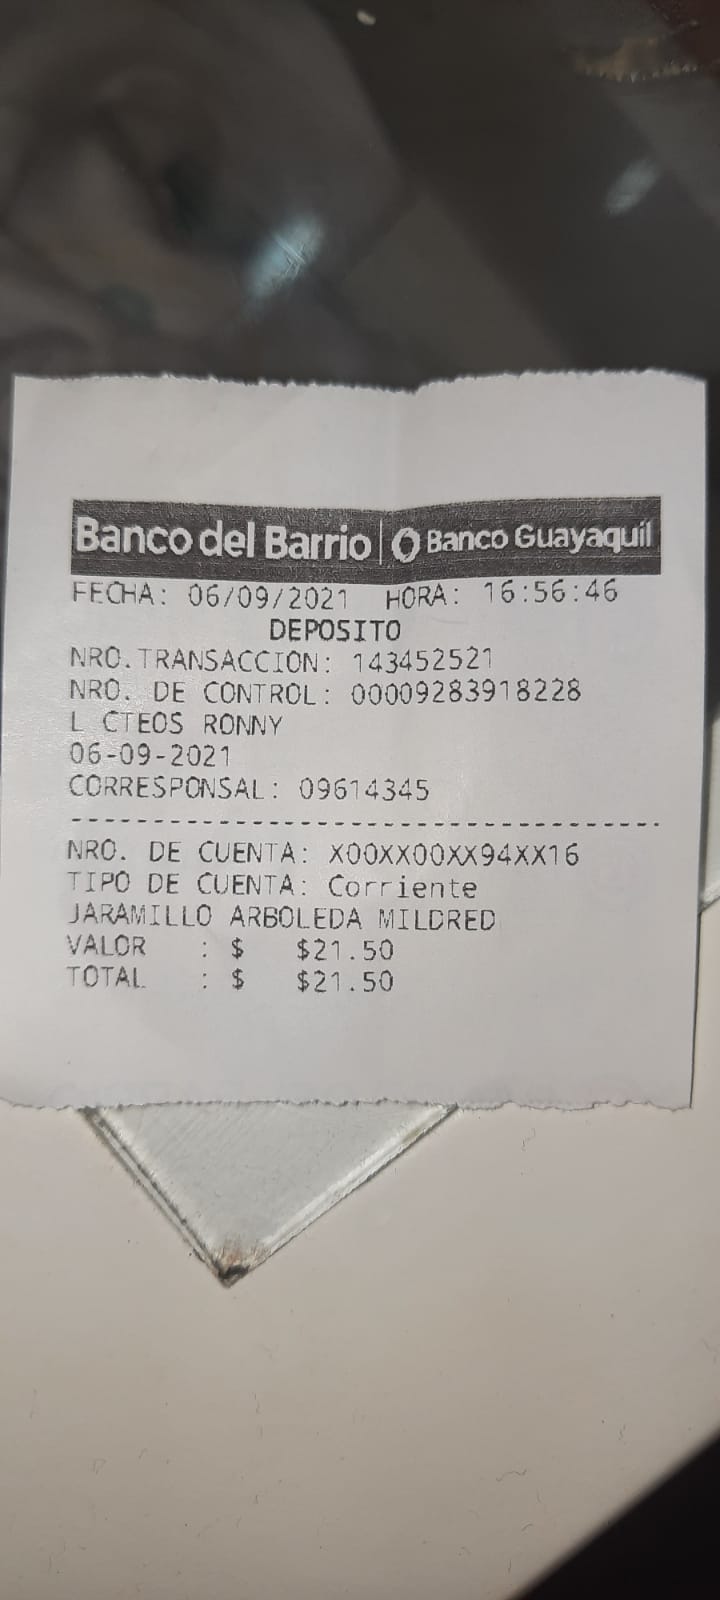 Banco del Barrio | Banco Guayaquil
FECHA: 06/09/2021 HORA: 16:56:46
DEPOSITO
NRO.TRANSACCION: 143452521
NRO. DE CONTROL: 00009283918228
L CTEOS RONNY
06-09-2021
CORRESPONSAL: 09614345
--------------------------------------------
NRO. DE CUENTA: X00XX00XX94XX16
TIPO DE CUENTA: Corriente
JARAMILLO ARBOLEDA MILDRED
VALOR : $ $21.50
TOTAL : $ $21.50